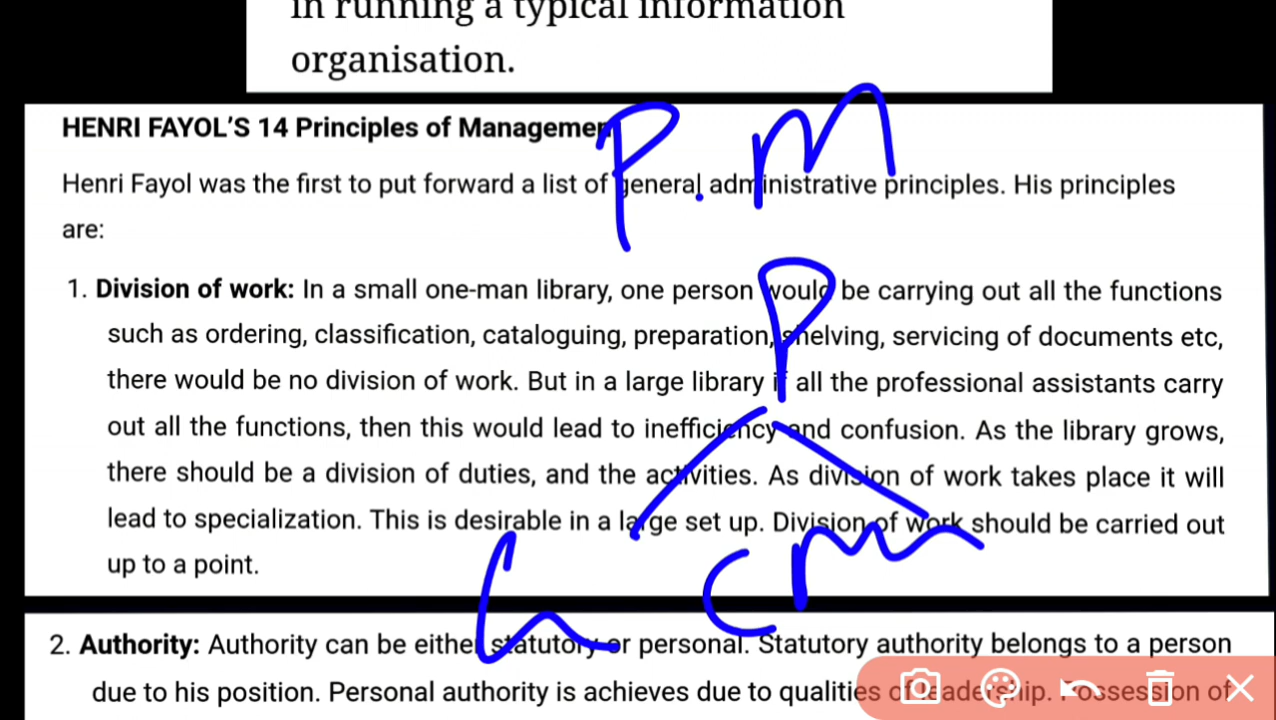 in running a typical information
organisation.
HENRI FAYOL'S 14 Principles of Management
Henri Fayol was the first to put forward a list of general administrative principles. His principles
are:
1. Division of work: In a small one-man library, one person would be carrying out all the functions
such as ordering, classification, cataloguing, preparation, shelving, servicing of documents etc,
there would be no division of work. But in a large library if all the professional assistants carry
out all the functions, then this would lead to inefficiency and confusion. As the library grows,
there should be a division of duties, and the activities. As division of work takes place it will
lead to specialization. This is desirable in a large set up. Division of work should be carried out
up to a point.
2. Authority: Authority can be either statutory or personal. Statutory authority belongs to a person
due to his position. Personal authority is achieves due to qualities of leadership. Possession of
P. M
P